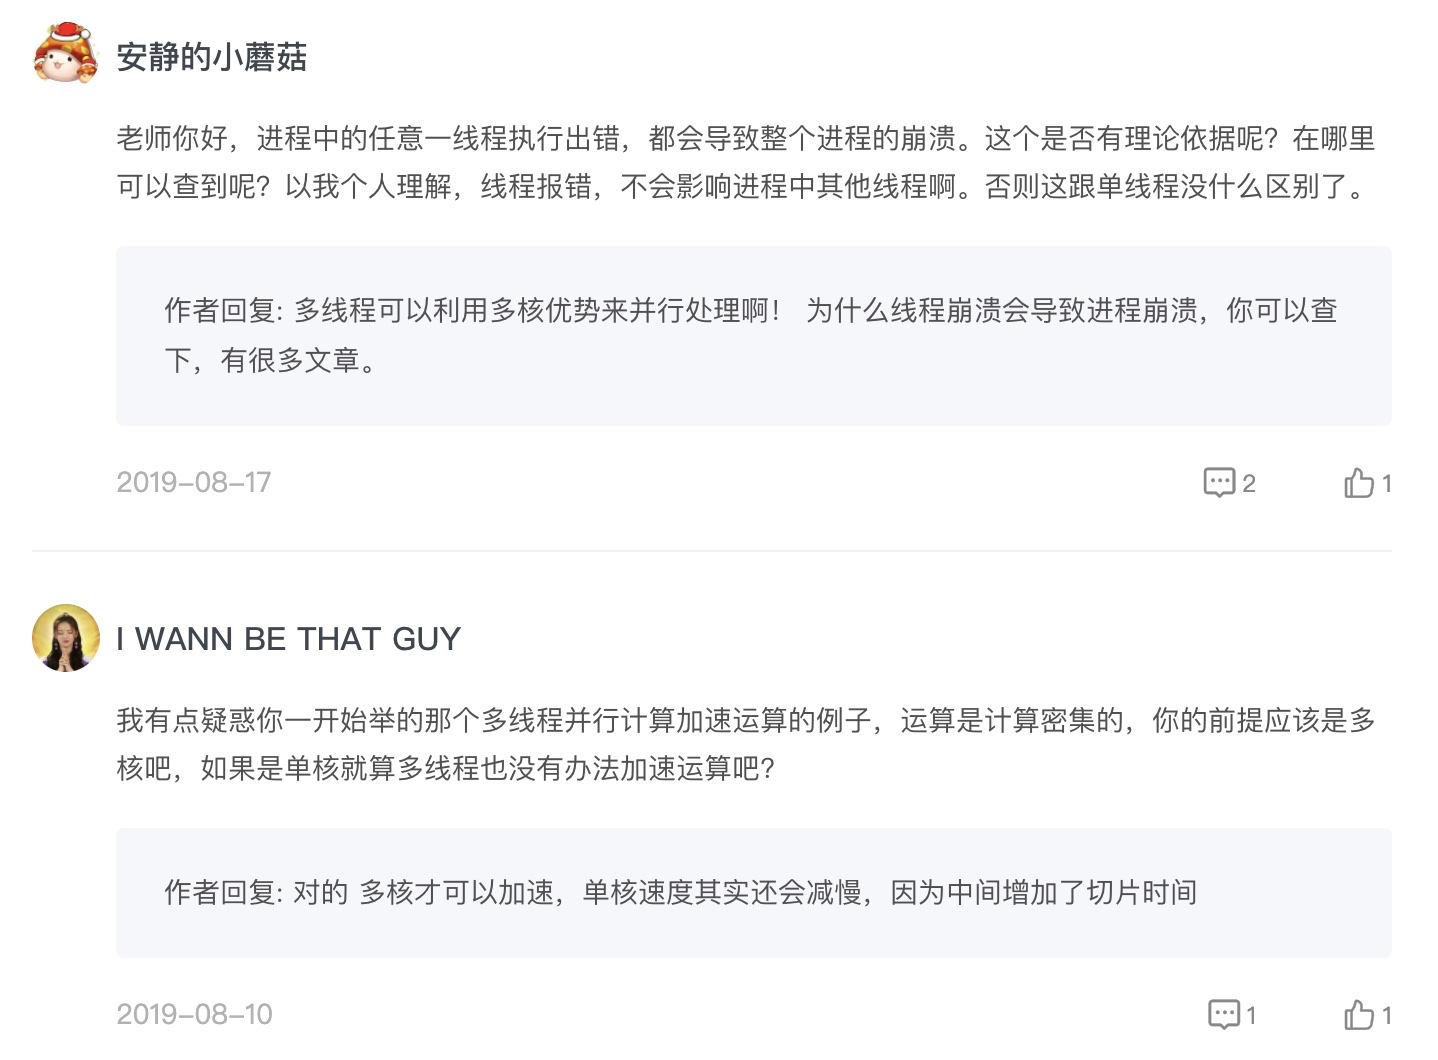 安静的小蘑菇
老师你好，进程中的任意一线程执行出错，都会导致整个进程的崩溃。这个是否有理论依据呢？在哪里
可以查到呢？以我个人理解，线程报错，不会影响进程中其他线程啊。否则这跟单线程没什么区别了。
作者回复: 多线程可以利用多核优势来并行处理啊！ 为什么线程崩溃会导致进程崩溃，你可以查
下，有很多文章。
2019-08-17 2 1
I WANN BE THAT GUY
我有点疑惑你一开始举的那个多线程并行计算加速运算的例子，运算是计算密集的，你的前提应该是多
核吧，如果是单核就算多线程也没有办法加速运算吧？
作者回复: 对的 多核才可以加速，单核速度其实还会减慢，因为中间增加了切片时间
2019-08-10 1 1